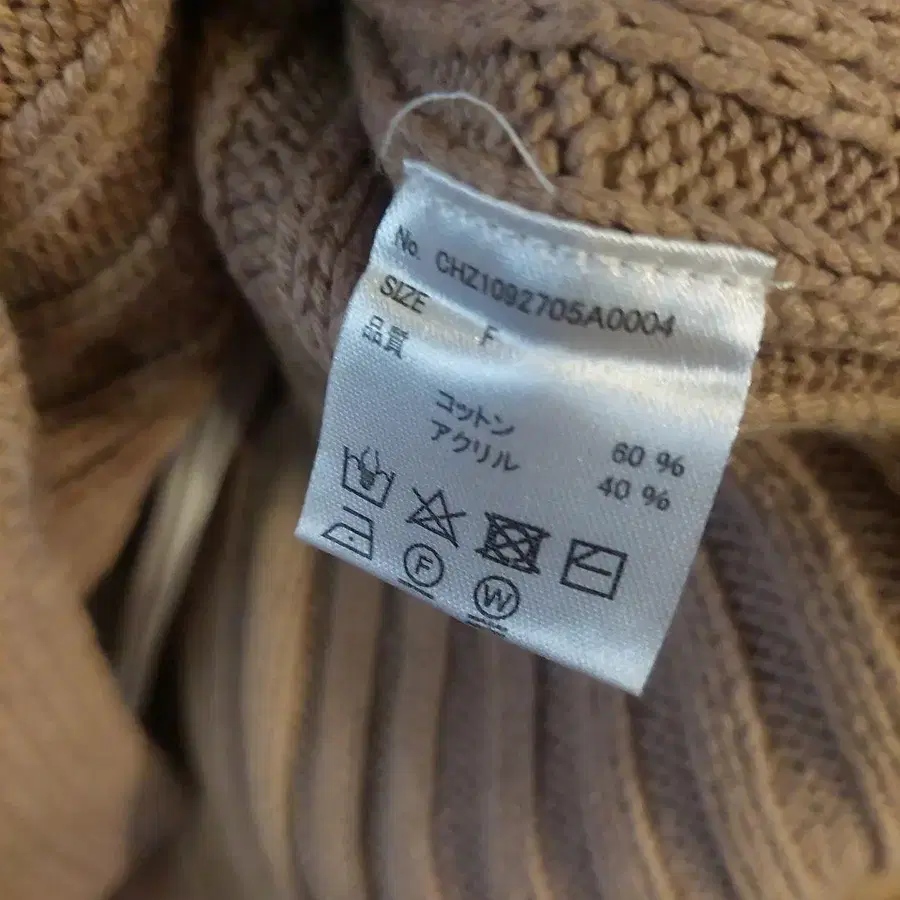 No. CHZ1092705A0004
SIZE F
品質
コットン 60 %
アクリル 40 %
F
W